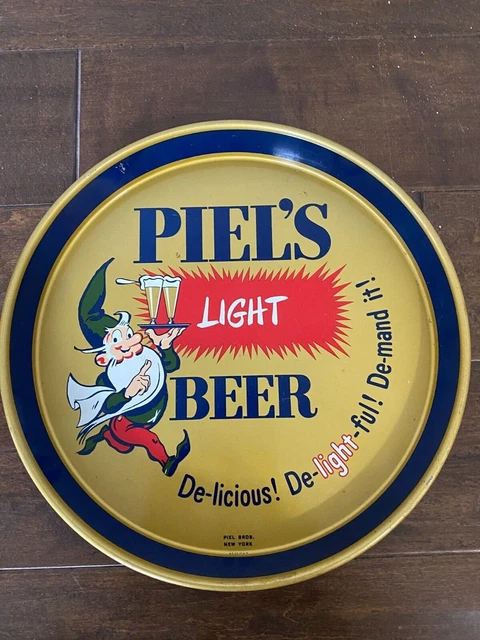 PIEL'S
LIGHT
BEER
De-licious! De-light-ful! De-mand it!
PIEL BROS.
NEW YORK